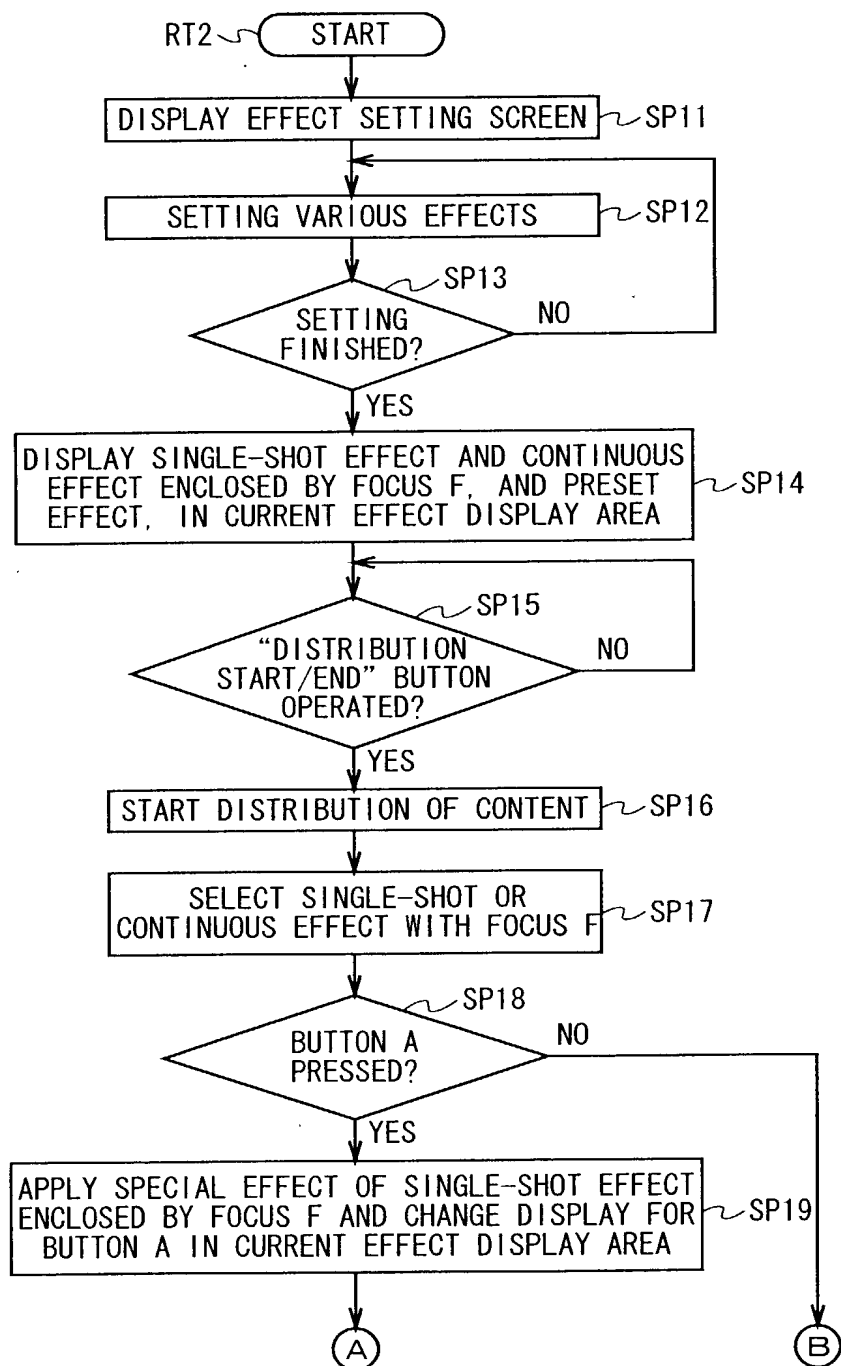 RT2
START
DISPLAY EFFECT SETTING SCREEN
SP11
SETTING VARIOUS EFFECTS
SP12
SP13
SETTING
FINISHED?
NO
YES
DISPLAY SINGLE-SHOT EFFECT AND CONTINUOUS
EFFECT ENCLOSED BY FOCUS F, AND PRESET
EFFECT, IN CURRENT EFFECT DISPLAY AREA
SP14
SP15
“DISTRIBUTION
START/END” BUTTON
OPERATED?
NO
YES
START DISTRIBUTION OF CONTENT
SP16
SELECT SINGLE-SHOT OR
CONTINUOUS EFFECT WITH FOCUS F
SP17
SP18
BUTTON A
PRESSED?
NO
YES
APPLY SPECIAL EFFECT OF SINGLE-SHOT EFFECT
ENCLOSED BY FOCUS F AND CHANGE DISPLAY FOR
BUTTON A IN CURRENT EFFECT DISPLAY AREA
SP19
A
B